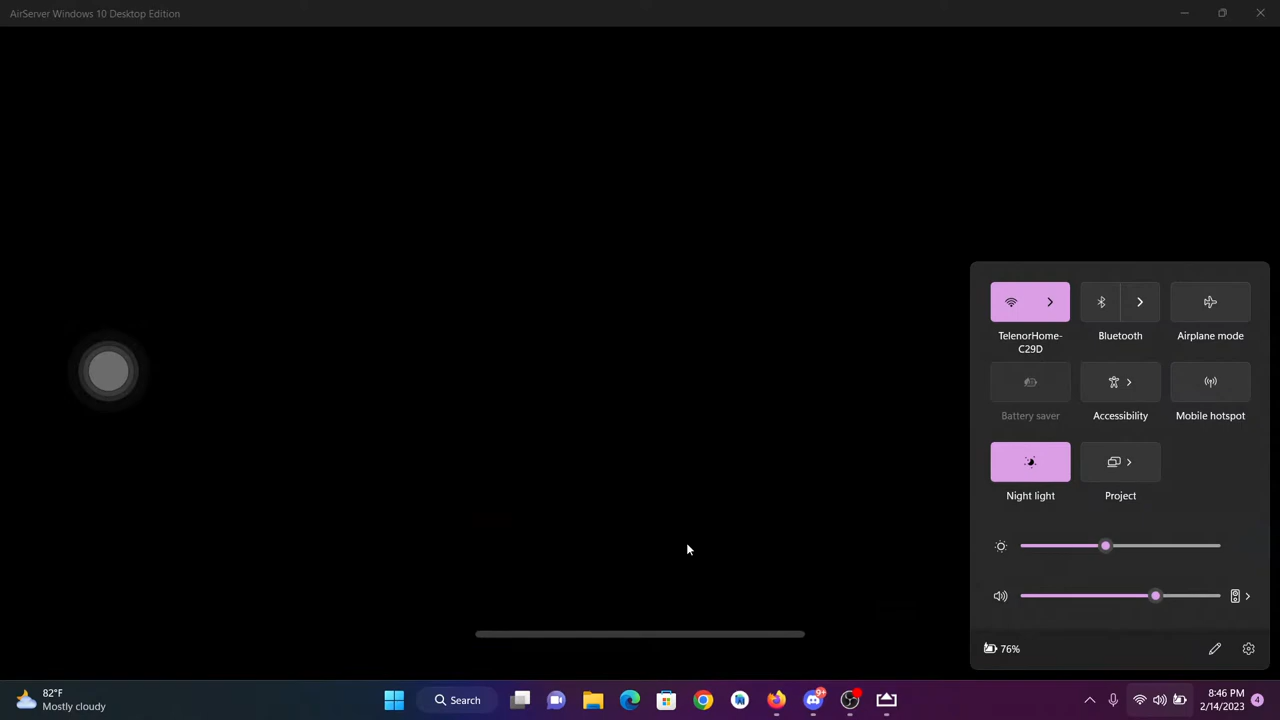 AirServer Windows 10 Desktop Edition
TelenorHome-
C29D
Bluetooth
Airplane mode
Battery saver
Accessibility
Mobile hotspot
Night light
Project
76%
82°F
Mostly cloudy
Search
9+
8:46 PM
2/14/2023
4